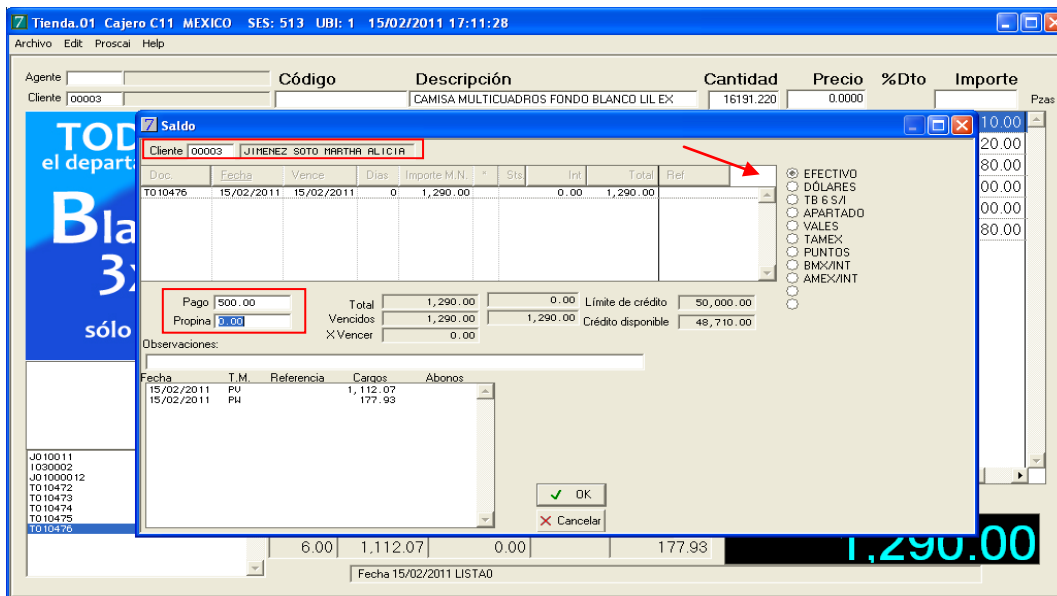 7 Tienda.01 Cajero C11 MEXICO SES: 513 UBI: 1 15/02/2011 17:11:28
Archivo Edit Proscai Help
Agente Código Descripción Cantidad Precio %Dto Importe
Cliente 00003 CAMISA MULTICUADROS FONDO BLANCO LIL EX 16191.220 0.0000 Pzas
TOD
el departa
Bla
3
sólo
10.00
20.00
80.00
00.00
00.00
80.00
7 Saldo
Cliente 00003 JIMENEZ SOTO MARTHA ALICIA
Doc. Fecha Vence Dias Importe M.N. * Sts. Int Total Ref
T010476 15/02/2011 15/02/2011 0 1,290.00 0.00 1,290.00
EFECTIVO
DÓLARES
TB 6 S/I
APARTADO
VALES
TAMEX
PUNTOS
BMX/INT
AMEX/INT
Pago 500.00 Total 1,290.00 0.00 Límite de crédito 50,000.00
Propina 0.00 Vencidos 1,290.00 1,290.00 Crédito disponible 48,710.00
X Vencer 0.00
Observaciones:
Fecha T.M. Referencia Cargos Abonos
15/02/2011 PV 1,112.07
15/02/2011 PW 177.93
OK
Cancelar
J010011
I030002
J01000012
T010472
T010473
T010474
T010475
T010476
6.00 1,112.07 0.00 177.93 1,290.00
Fecha 15/02/2011 LISTA0